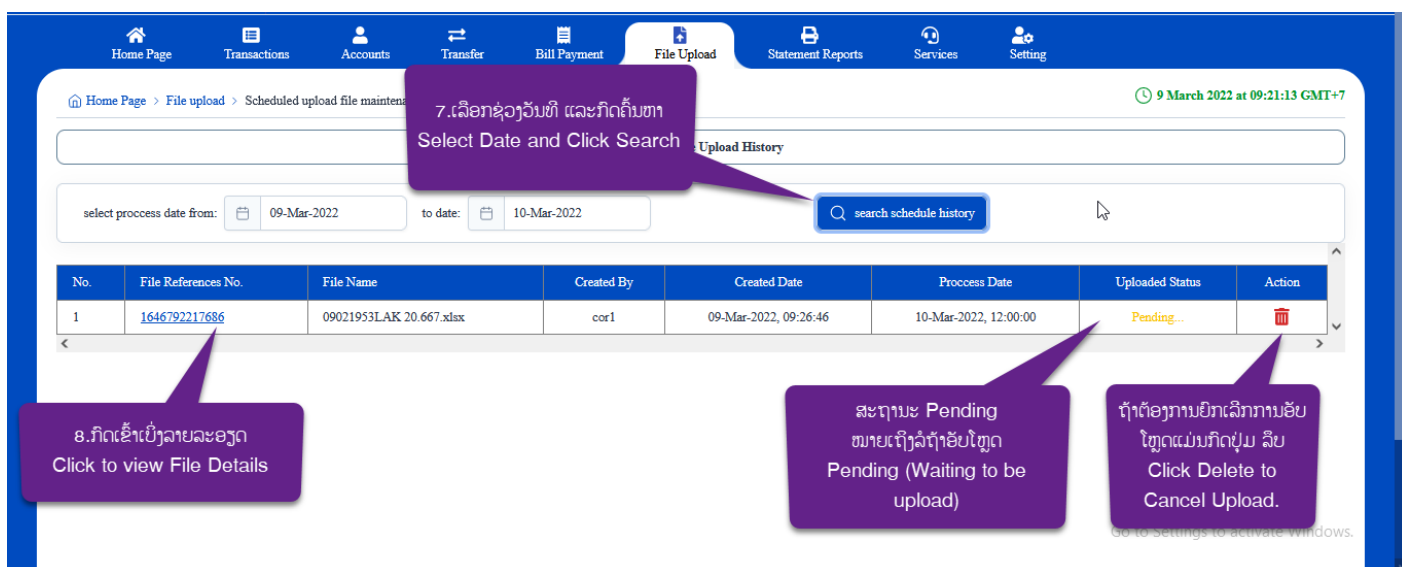 Home Page
Transactions
Accounts
Transfer
Bill Payment
File Upload
Statement Reports
Services
Setting
Home Page > File upload > Scheduled upload file
9 March 2022 at 09:21:13 GMT+7
7.ເລືອກຊ່ວງວັນທີ ແລະກົດຄົ້ນຫາ
Select Date and Click Search
Upload History
select proccess date from:
09-Mar-2022
to date:
10-Mar-2022
search schedule history
No.
File References No.
File Name
Created By
Created Date
Proccess Date
Uploaded Status
Action
1
1646792217686
09021953LAK 20.667.xlsx
cor1
09-Mar-2022, 09:26:46
10-Mar-2022, 12:00:00
Pending...
8.ກົດເຂົ້າເບິ່ງລາຍລະອຽດ
Click to view File Details
ສະຖານະ Pending
ໝາຍເຖິງລໍຖ້າອັບໂຫຼດ
Pending (Waiting to be
upload)
ຖ້າຕ້ອງການຍົກເລີກການອັບ
ໂຫຼດແມ່ນກົດປຸ່ມ ລຶບ
Click Delete to
Cancel Upload.
Go to Settings to activate Windows.